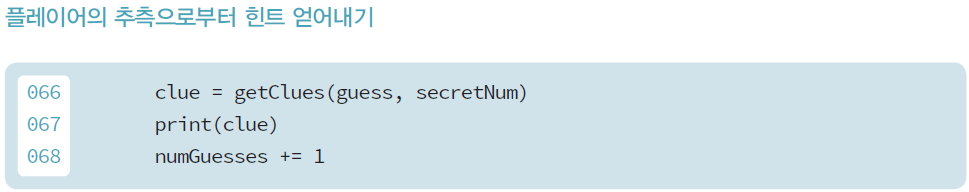 플레이어의 추측으로부터 힌트 얻어내기
066 clue = getClues(guess, secretNum)
067 print(clue)
068 numGuesses += 1